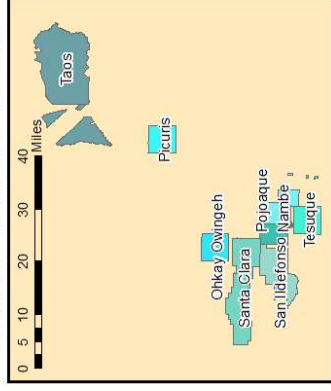 0 5 10 20 30 40
Miles
Taos
Picuris
Ohkay Owingeh
Santa Clara
Pojoaque
San Ildefonso Nambe
Tesuque